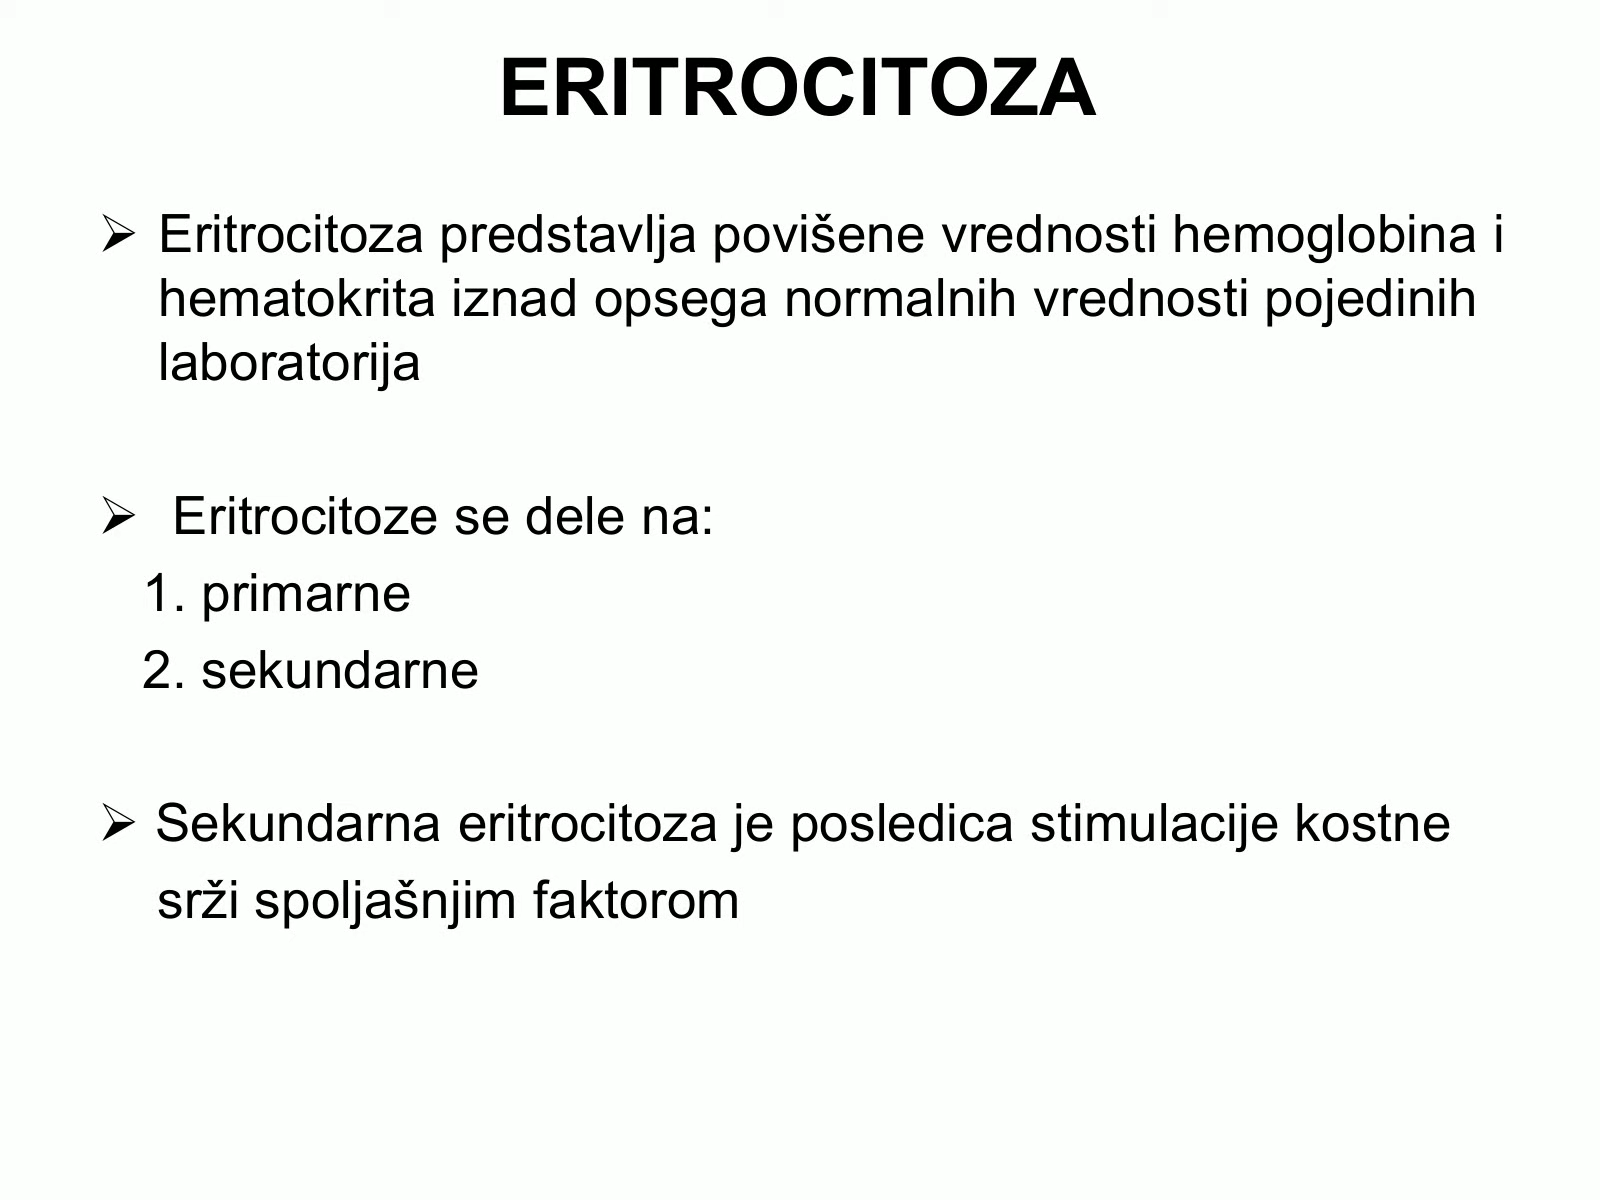 ERITROCITOZA
➢ Eritrocitoza predstavlja povišene vrednosti hemoglobina i
hematokrita iznad opsega normalnih vrednosti pojedinih
laboratorija
➢ Eritrocitoze se dele na:
1. primarne
2. sekundarne
➢ Sekundarna eritrocitoza je posledica stimulacije kostne
srži spoljašnjim faktorom